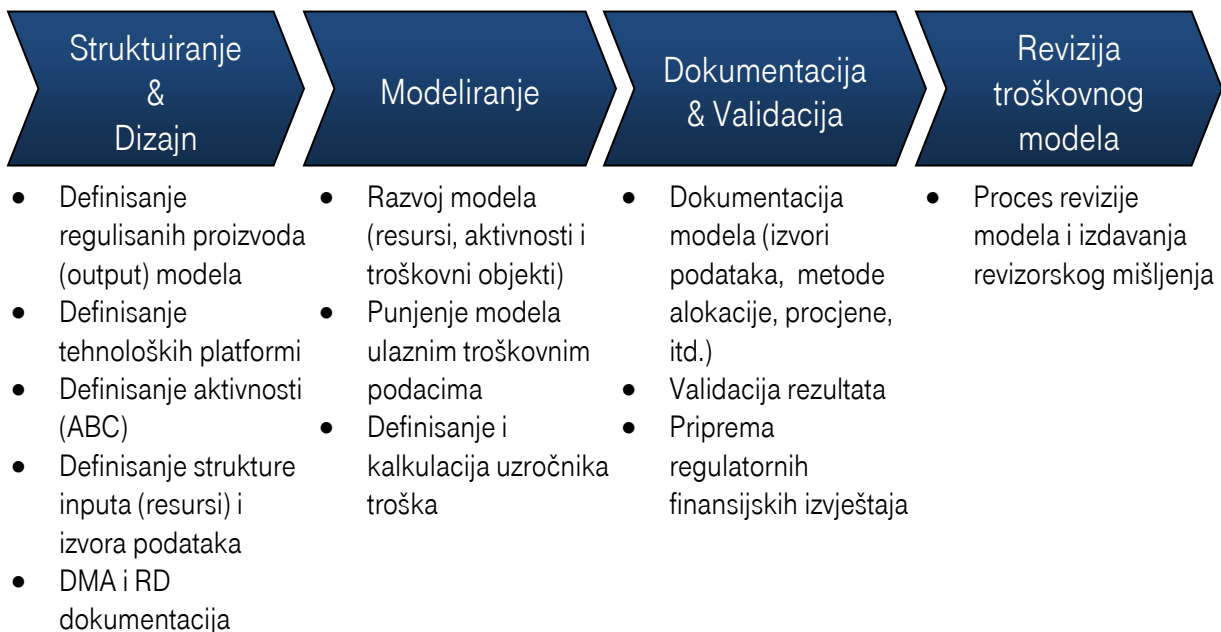 Struktuiranje
&
Dizajn
Modeliranje
Dokumentacija
& Validacija
Revizija
troškovnog
modela
• Definisanje
regulisanih proizvoda
(output) modela
• Definisanje
tehnoloških platformi
• Definisanje aktivnosti
(ABC)
• Definisanje strukture
inputa (resursi) i
izvora podataka
• DMA i RD
dokumentacija
• Razvoj modela
(resursi, aktivnosti i
troškovni objekti)
• Punjenje modela
ulaznim troškovnim
podacima
• Definisanje i
kalkulacija uzročnika
troška
• Dokumentacija
modela (izvori
podataka, metode
alokacije, procjene,
itd.)
• Validacija rezultata
• Priprema
regulatornih
finansijskih izvještaja
• Proces revizije
modela i izdavanja
revizorskog mišljenja